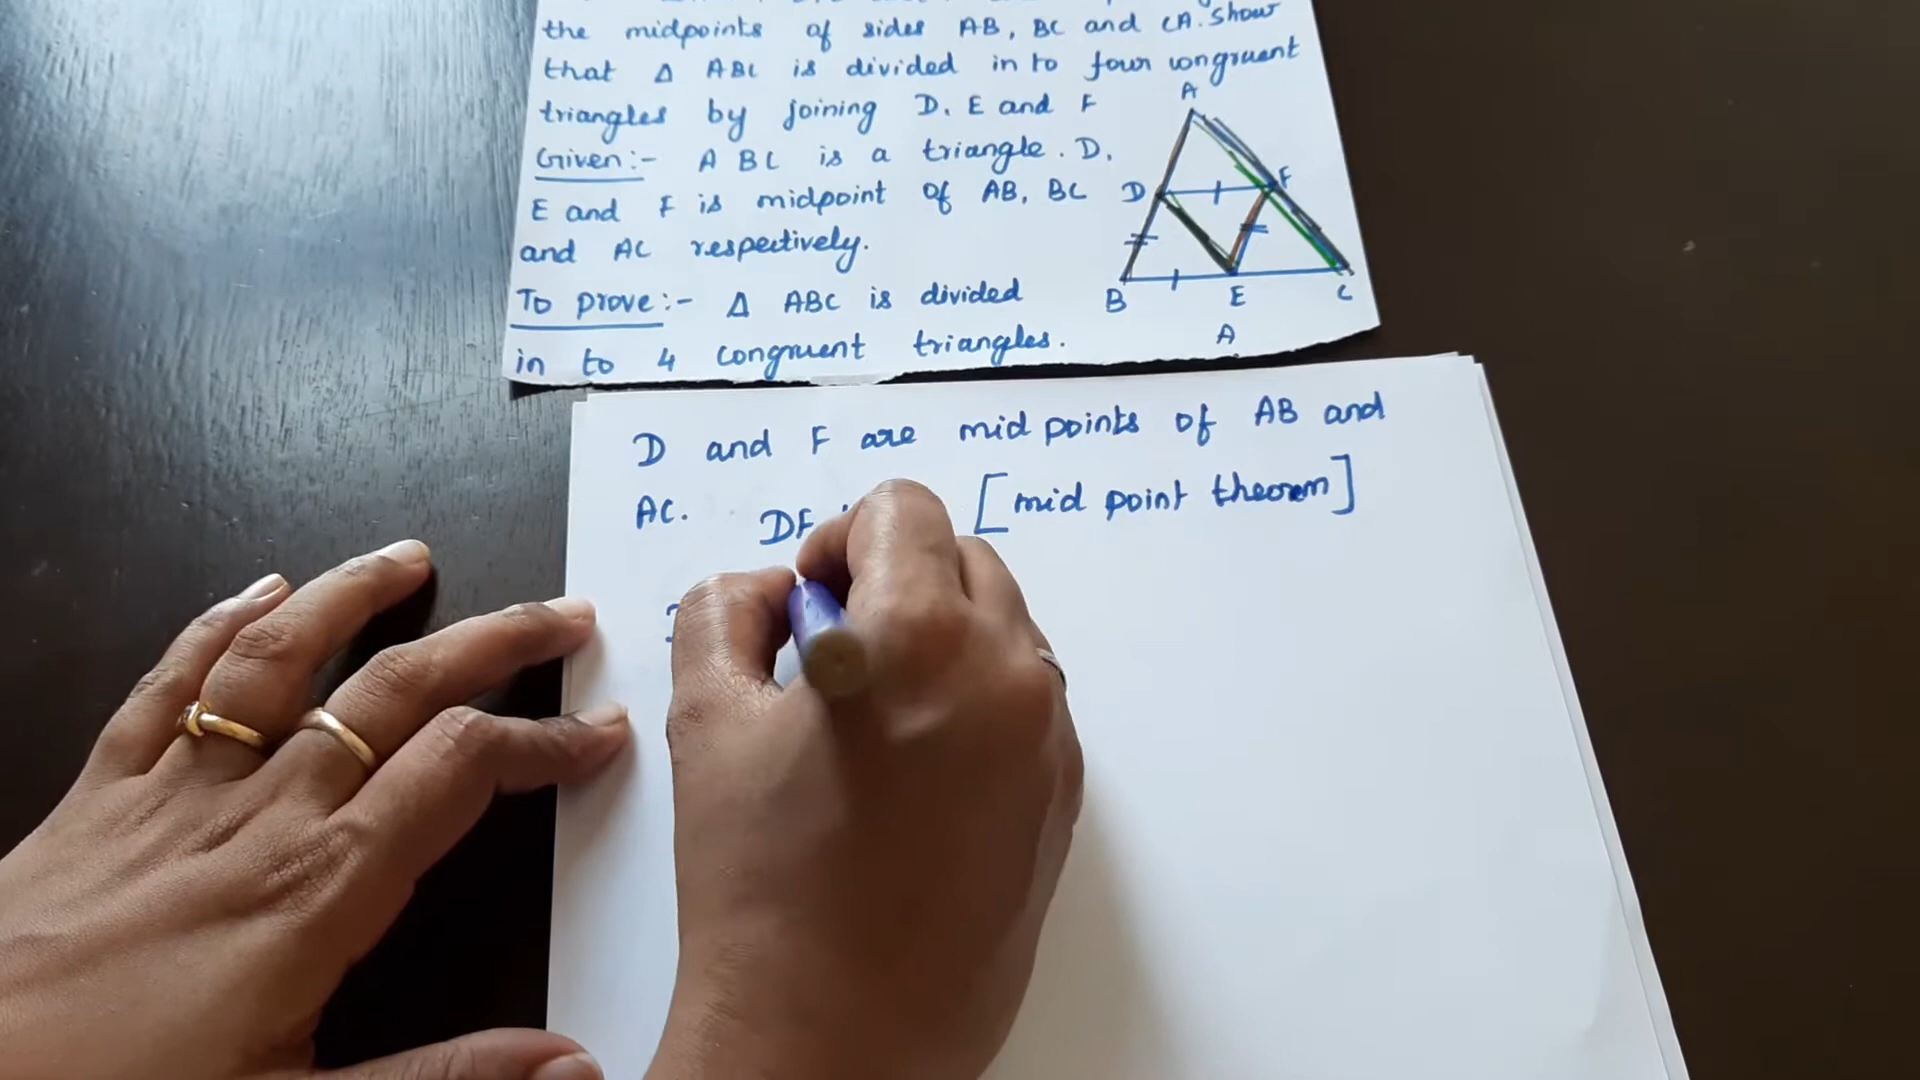 the midpoints of sides AB, BC and CA. Show
that Δ ABC is divided in to four congruent
triangles by joining D, E and F
Given:- ABC is a triangle. D,
E and F is midpoint of AB, BC
and AC respectively.
To prove:- Δ ABC is divided
in to 4 congruent triangles.
A
D
F
B
E
C
A
D and F are mid points of AB and
AC. DF [mid point theorem]